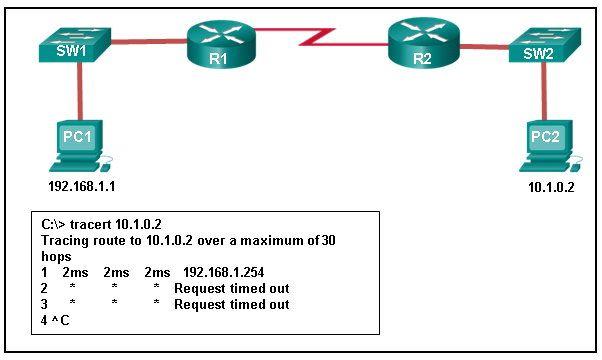 SW1
R1
R2
SW2
PC1
PC2
192.168.1.1
10.1.0.2
C:\> tracert 10.1.0.2
Tracing route to 10.1.0.2 over a maximum of 30
hops
1 2ms 2ms 2ms 192.168.1.254
2 * * * Request timed out
3 * * * Request timed out
4 ^C